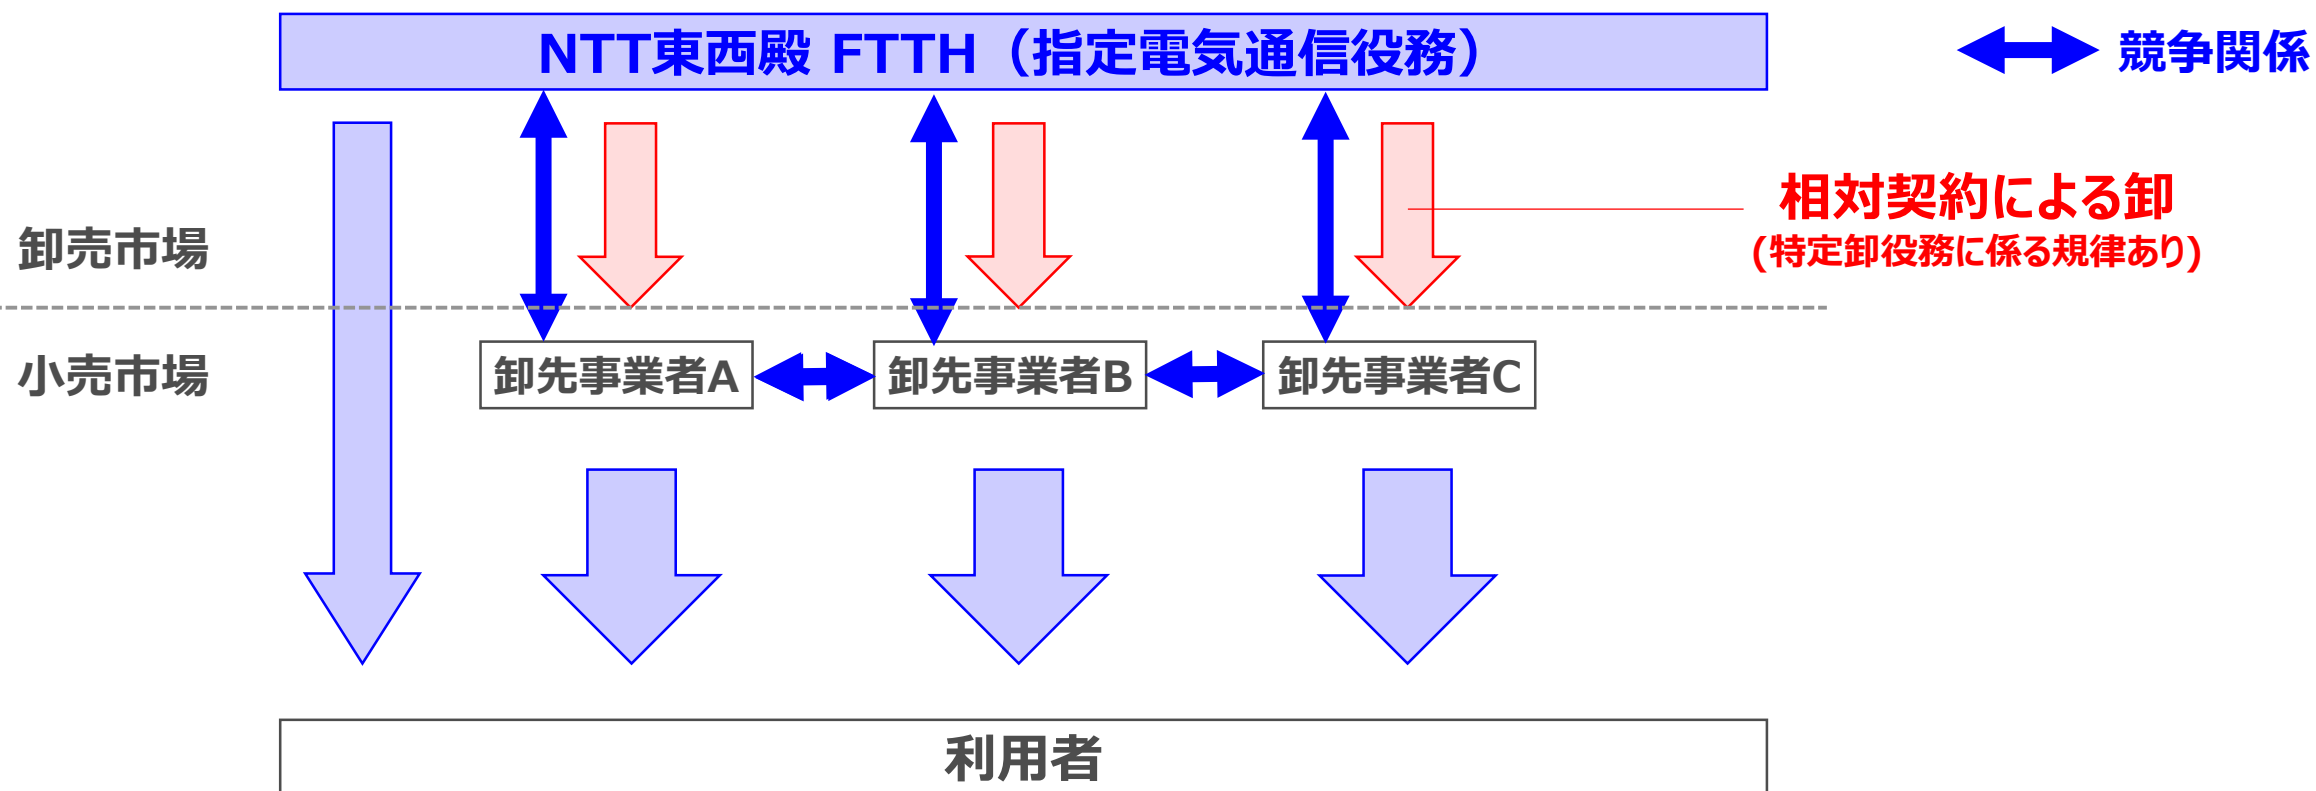 NTT東西殿 FTTH（指定電気通信役務）
競争関係
相対契約による卸
(特定卸役務に係る規律あり)
卸売市場
小売市場
卸先事業者A
卸先事業者B
卸先事業者C
利用者